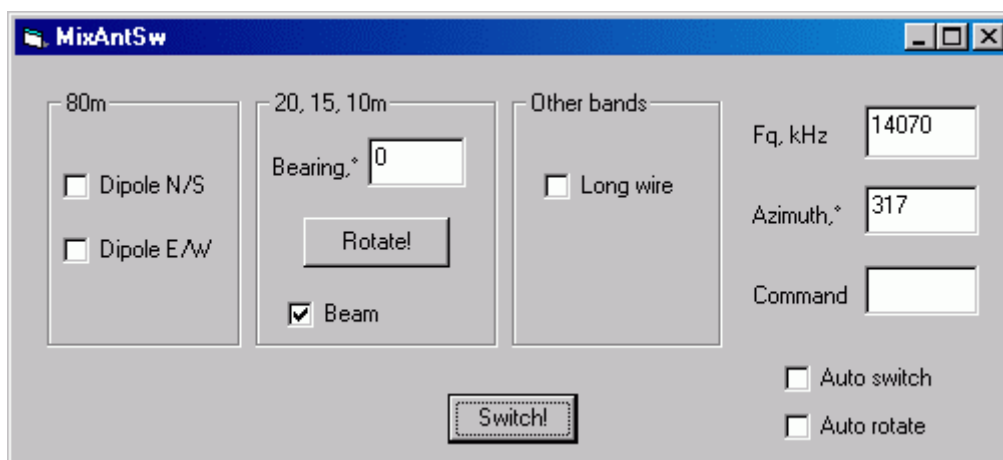 MixAntSw
80m
Dipole N/S
Dipole E/W
20, 15, 10m
Bearing,° 0
Rotate!
Beam
Other bands
Long wire
Fq, kHz 14070
Azimuth,° 317
Command
Switch!
Auto switch
Auto rotate